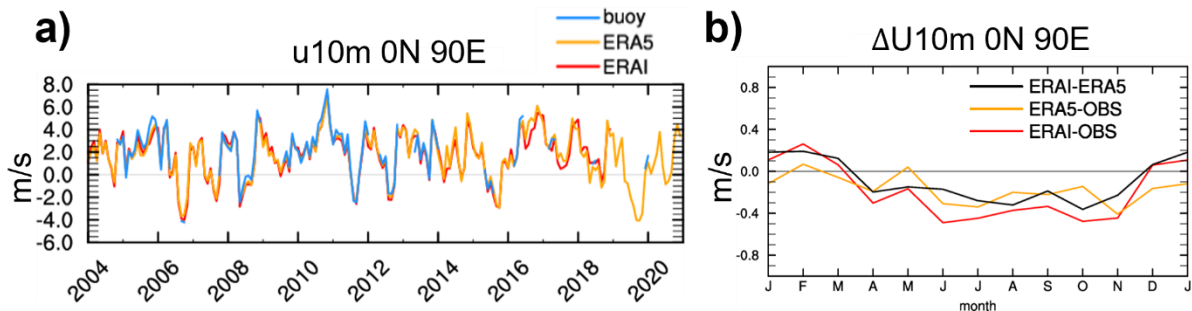 a)
u10m 0N 90E
buoy
ERA5
ERAI
m/s
8.0
6.0
4.0
2.0
0.0
-2.0
-4.0
-6.0
2004
2006
2008
2010
2012
2014
2016
2018
2020
b)
ΔU10m 0N 90E
ERAI-ERA5
ERA5-OBS
ERAI-OBS
m/s
0.8
0.4
0.0
-0.4
-0.8
J F M A M J J A S O N D J
month